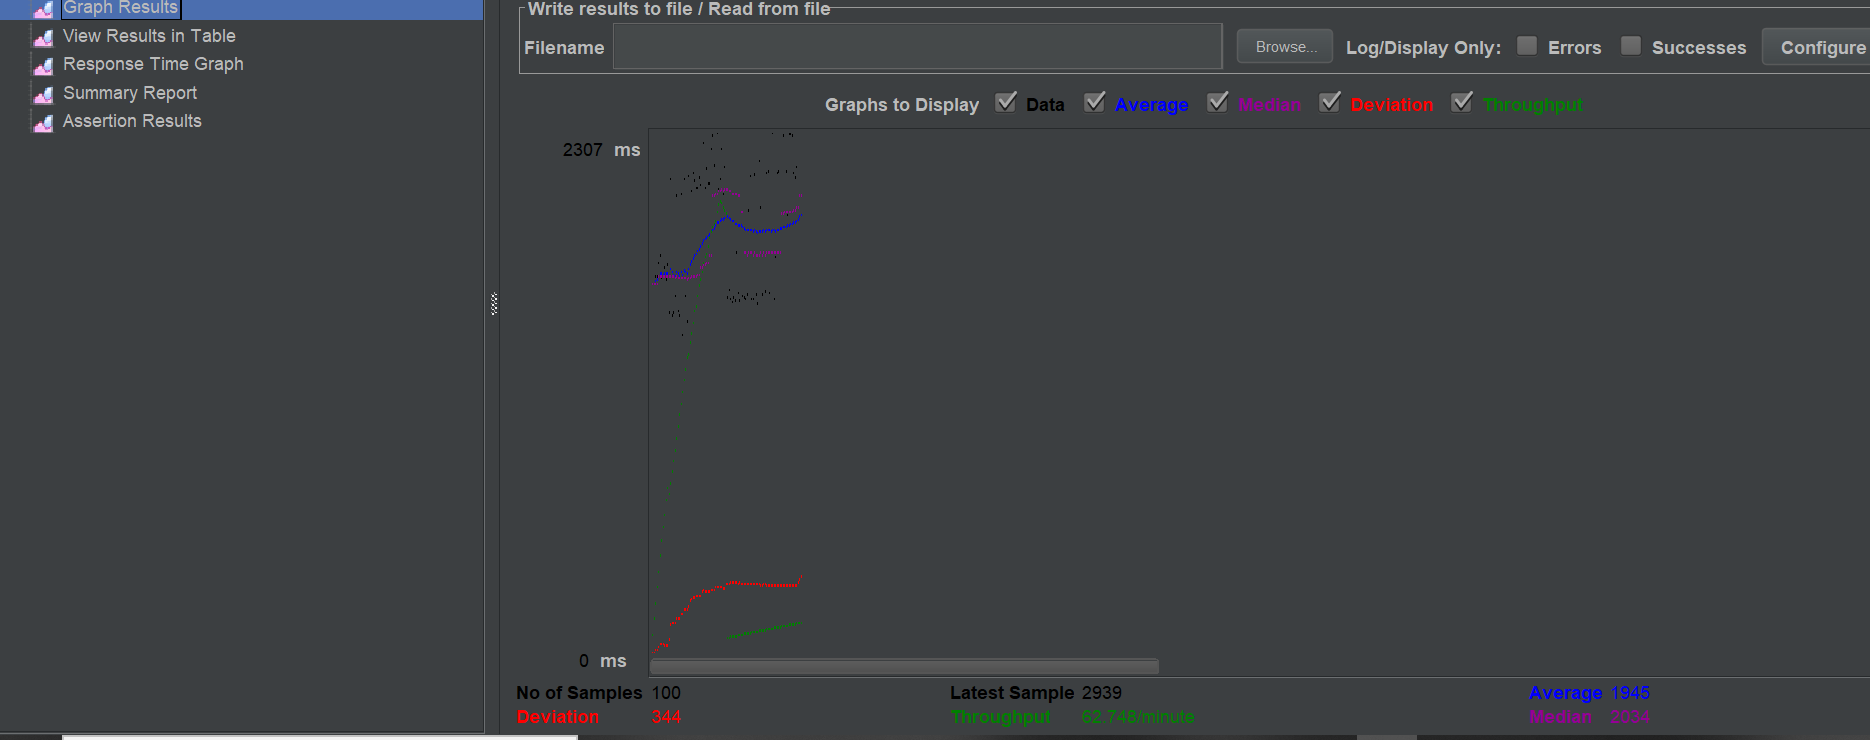 Graph Results
View Results in Table
Response Time Graph
Summary Report
Assertion Results
Write results to file / Read from file
Filename Browse... Log/Display Only: Errors Successes Configure
Graphs to Display Data Average Median Deviation Throughput
2307 ms
0 ms
No of Samples 100 Latest Sample 2939 Average 1945
Deviation 344 Throughput 62.748/minute Median 2034